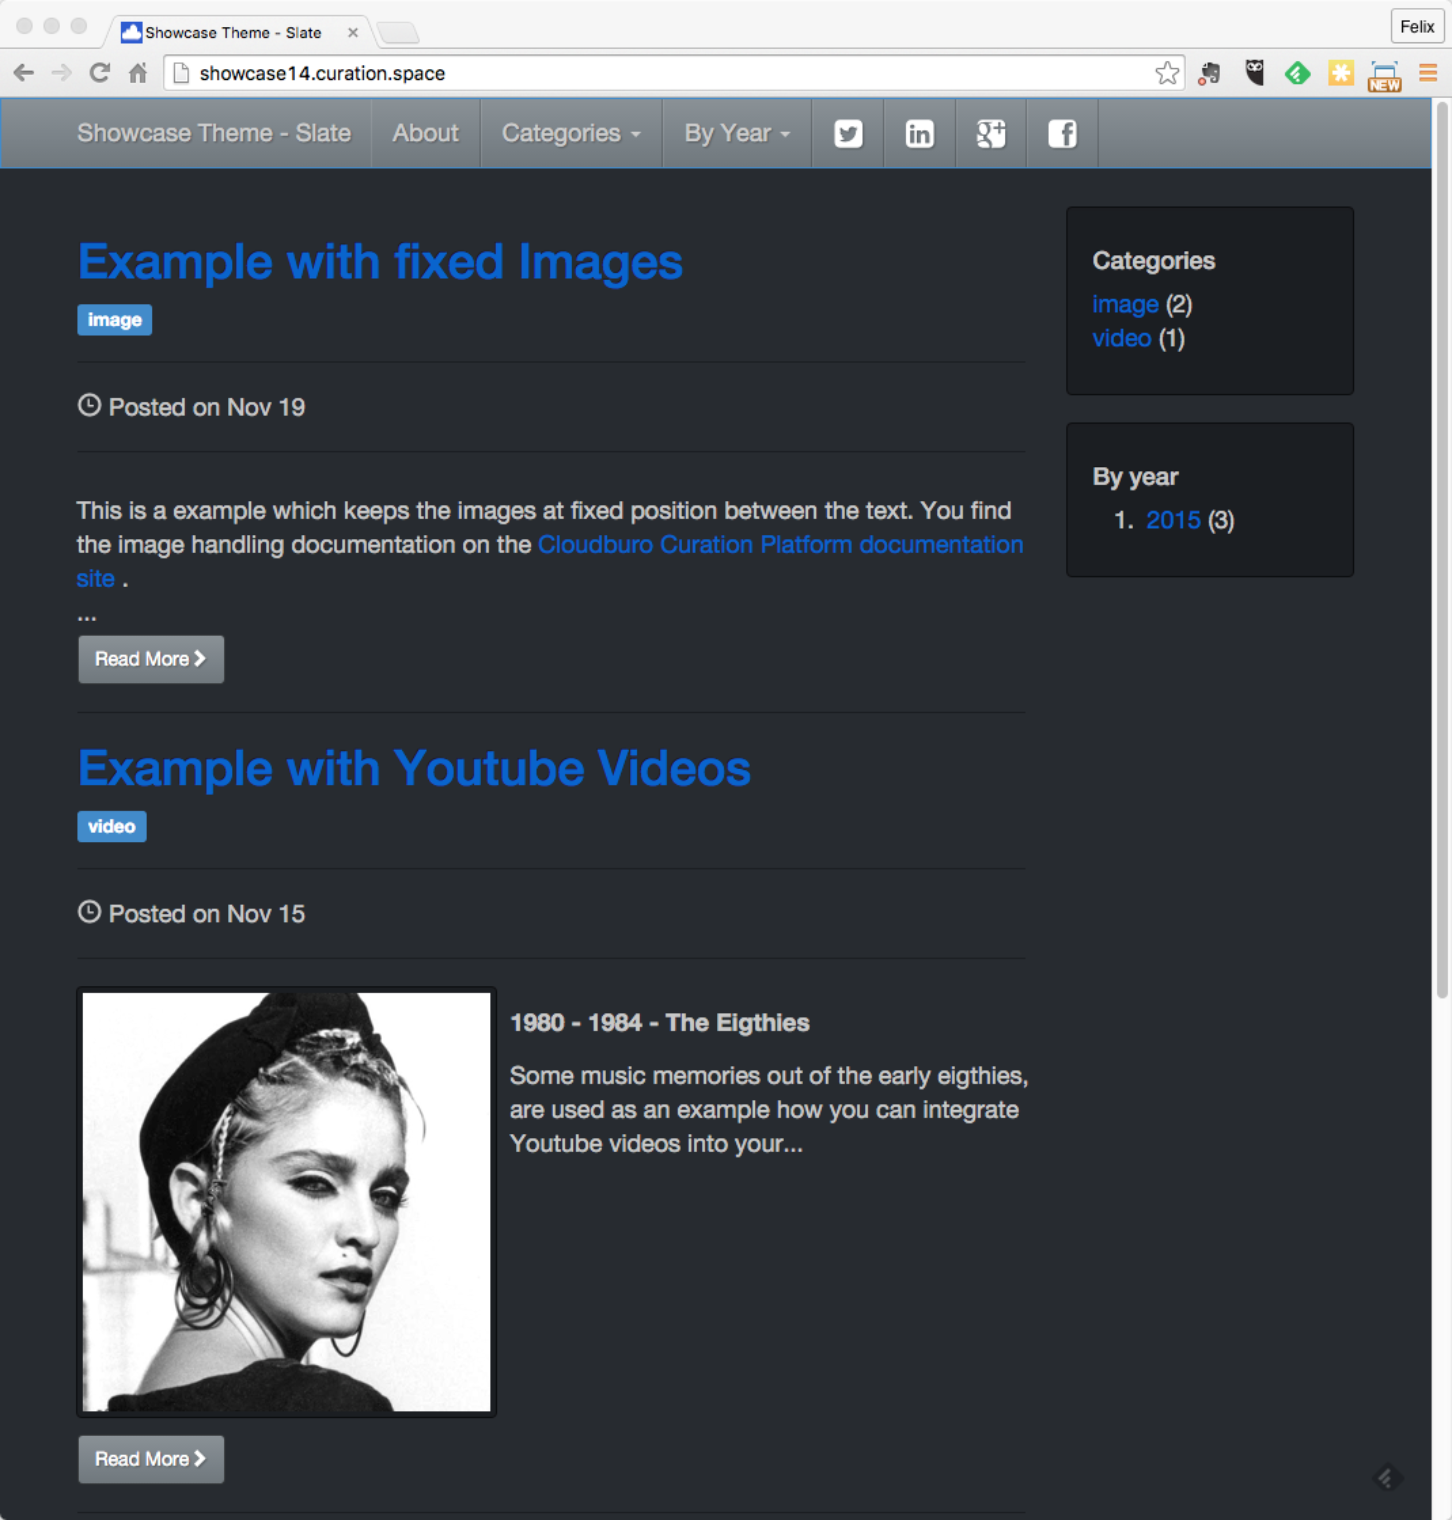 Showcase Theme - Slate
Felix
showcase14.curation.space
NEW
Showcase Theme - Slate
About
Categories
By Year
in
g+
f
Example with fixed Images
image
Posted on Nov 19
This is a example which keeps the images at fixed position between the text. You find
the image handling documentation on the Cloudburo Curation Platform documentation
site .
...
Read More
Example with Youtube Videos
video
Posted on Nov 15
1980 - 1984 - The Eigthies
Some music memories out of the early eigthies,
are used as an example how you can integrate
Youtube videos into your...
Read More
Categories
image (2)
video (1)
By year
1. 2015 (3)